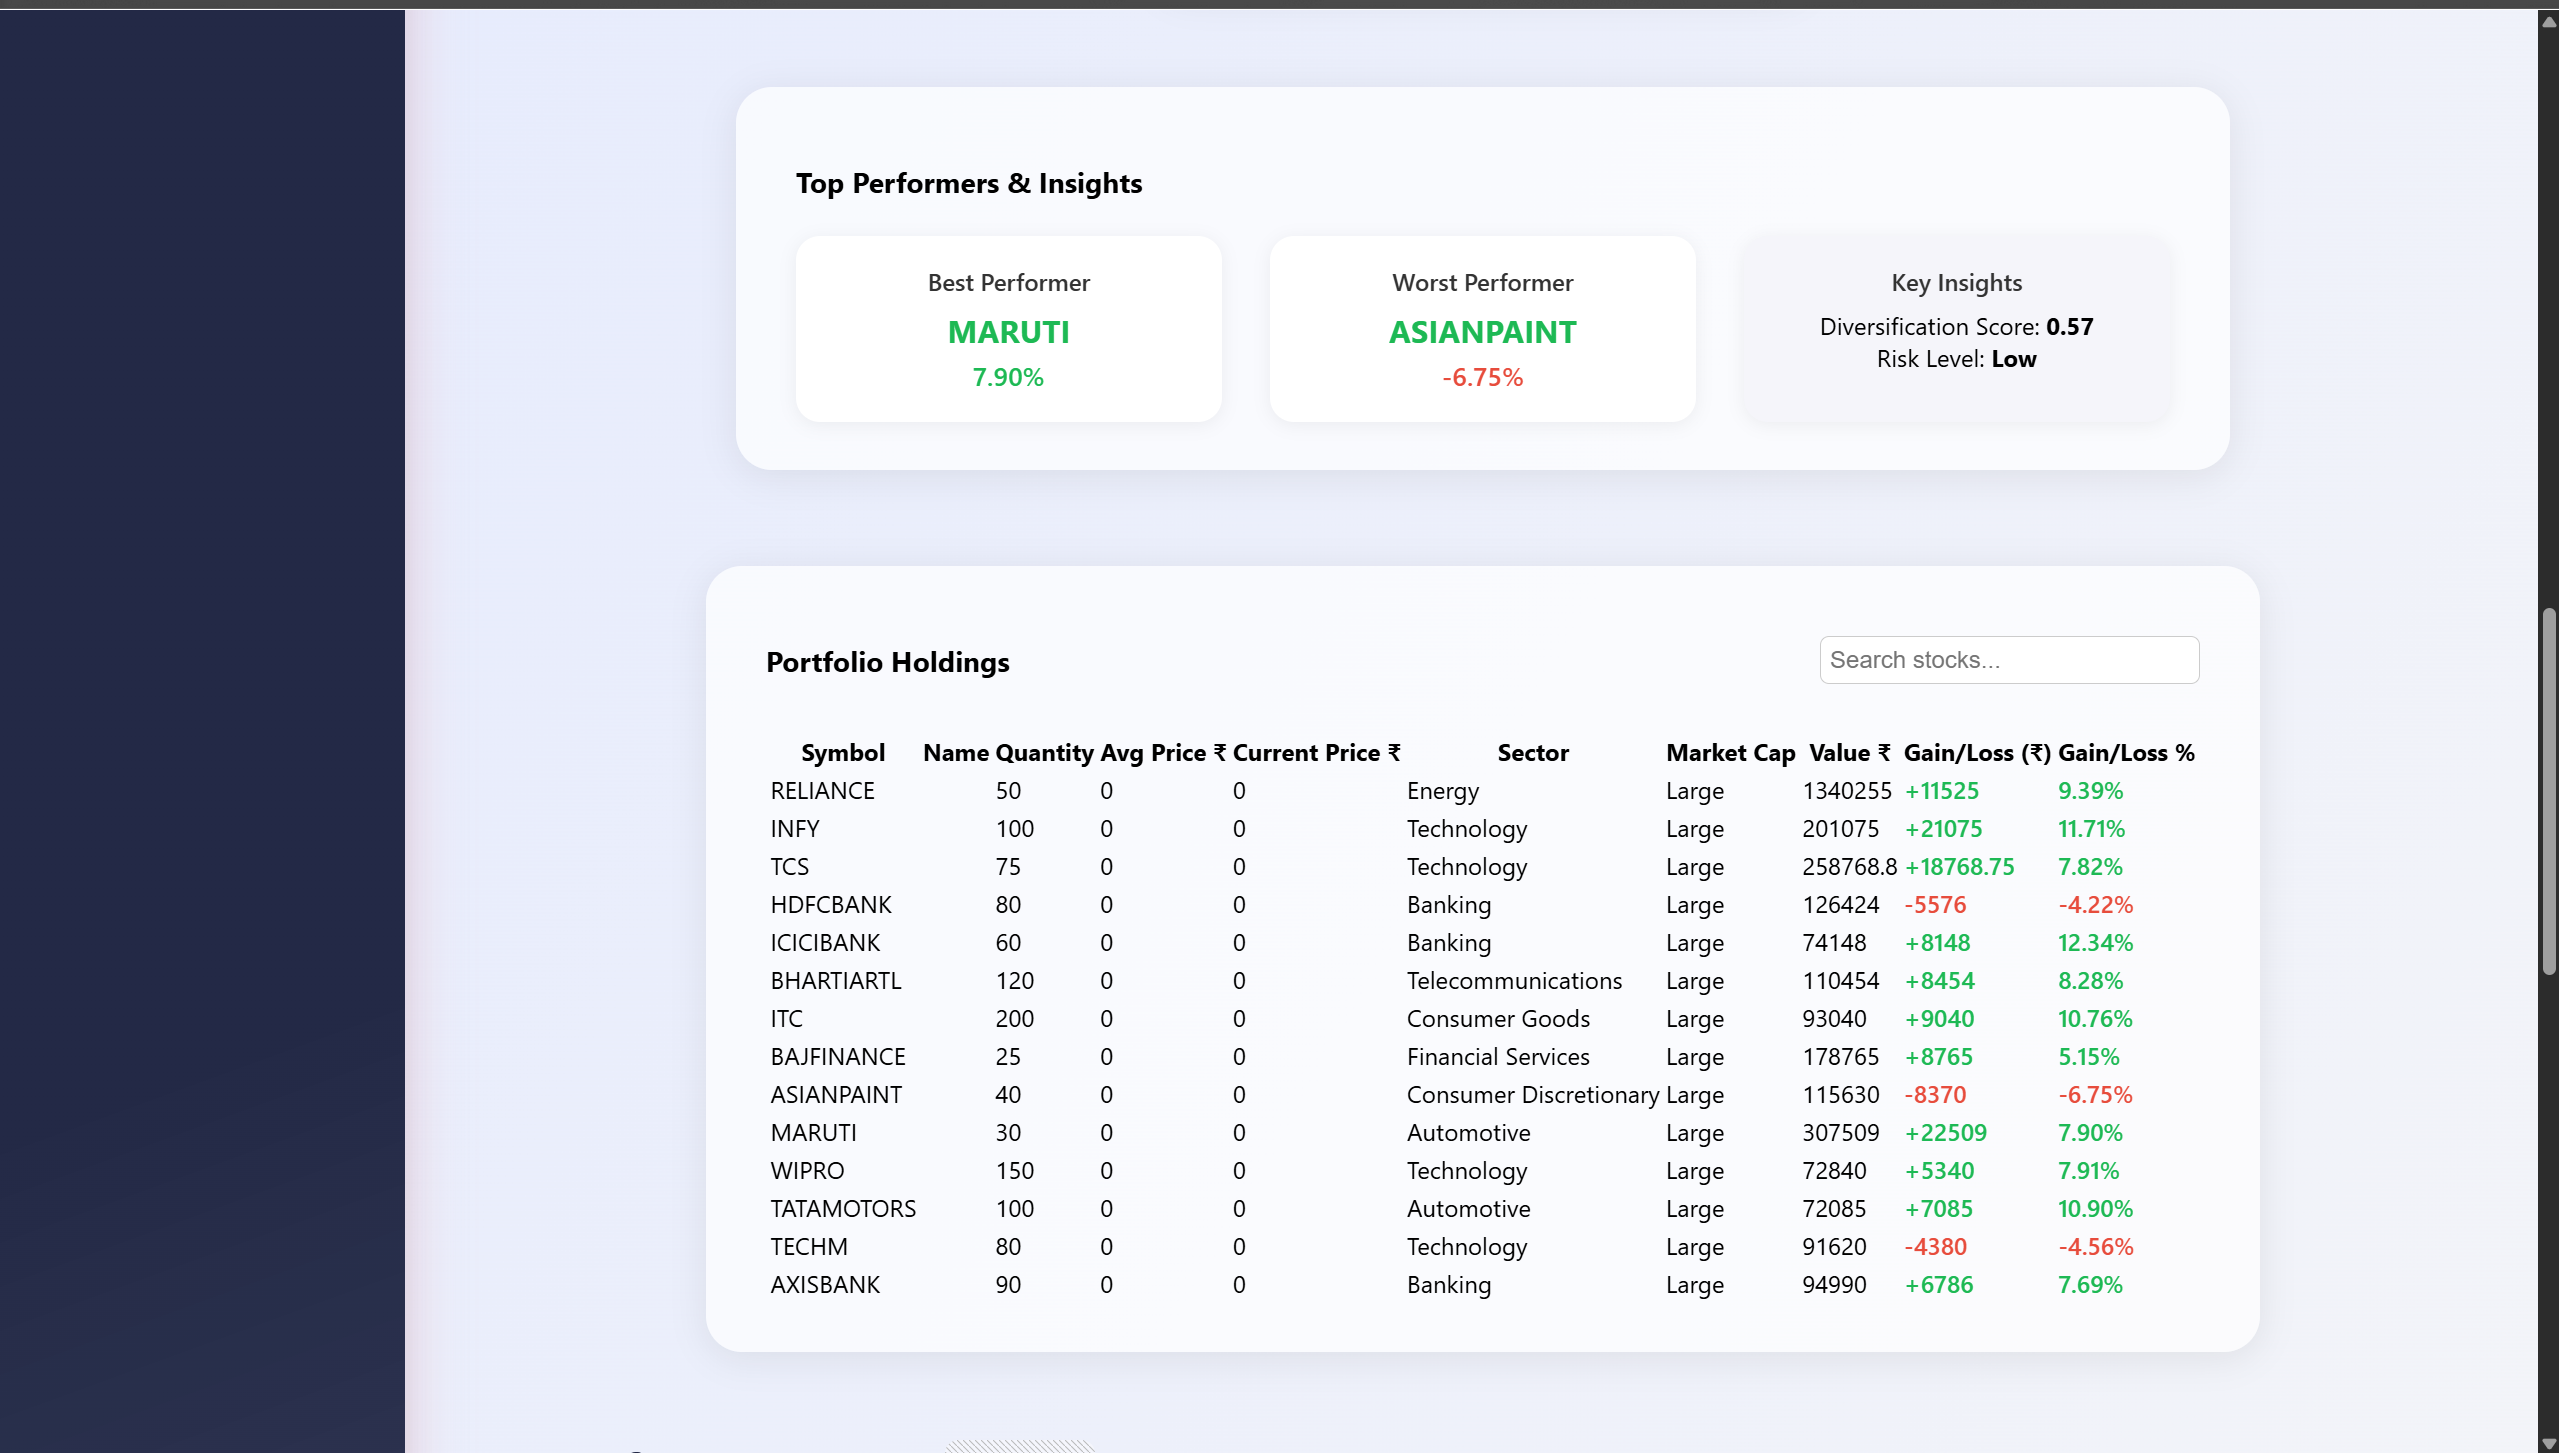 Top Performers & Insights
Best Performer
MARUTI
7.90%
Worst Performer
ASIANPAINT
-6.75%
Key Insights
Diversification Score: 0.57
Risk Level: Low
Portfolio Holdings
Search stocks...
Symbol Name Quantity Avg Price ₹ Current Price ₹ Sector Market Cap Value ₹ Gain/Loss (₹) Gain/Loss %
RELIANCE 50 0 0 Energy Large 1340255 +11525 9.39%
INFY 100 0 0 Technology Large 201075 +21075 11.71%
TCS 75 0 0 Technology Large 258768.8 +18768.75 7.82%
HDFCBANK 80 0 0 Banking Large 126424 -5576 -4.22%
ICICIBANK 60 0 0 Banking Large 74148 +8148 12.34%
BHARTIARTL 120 0 0 Telecommunications Large 110454 +8454 8.28%
ITC 200 0 0 Consumer Goods Large 93040 +9040 10.76%
BAJFINANCE 25 0 0 Financial Services Large 178765 +8765 5.15%
ASIANPAINT 40 0 0 Consumer Discretionary Large 115630 -8370 -6.75%
MARUTI 30 0 0 Automotive Large 307509 +22509 7.90%
WIPRO 150 0 0 Technology Large 72840 +5340 7.91%
TATAMOTORS 100 0 0 Automotive Large 72085 +7085 10.90%
TECHM 80 0 0 Technology Large 91620 -4380 -4.56%
AXISBANK 90 0 0 Banking Large 94990 +6786 7.69%